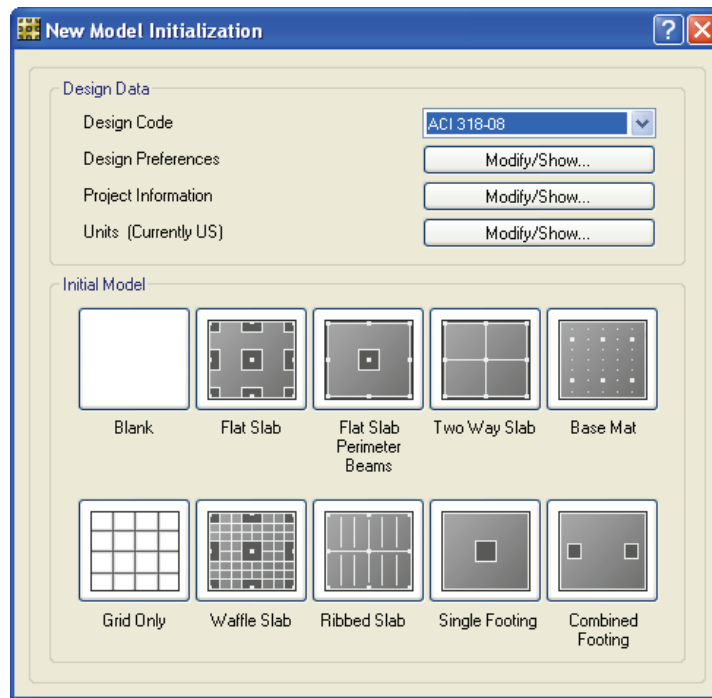 New Model Initialization
Design Data
Design Code
ACI 318-08
Design Preferences
Modify/Show...
Project Information
Modify/Show...
Units (Currently US)
Modify/Show...
Initial Model
Blank
Flat Slab
Flat Slab
Perimeter
Beams
Two Way Slab
Base Mat
Grid Only
Waffle Slab
Ribbed Slab
Single Footing
Combined
Footing